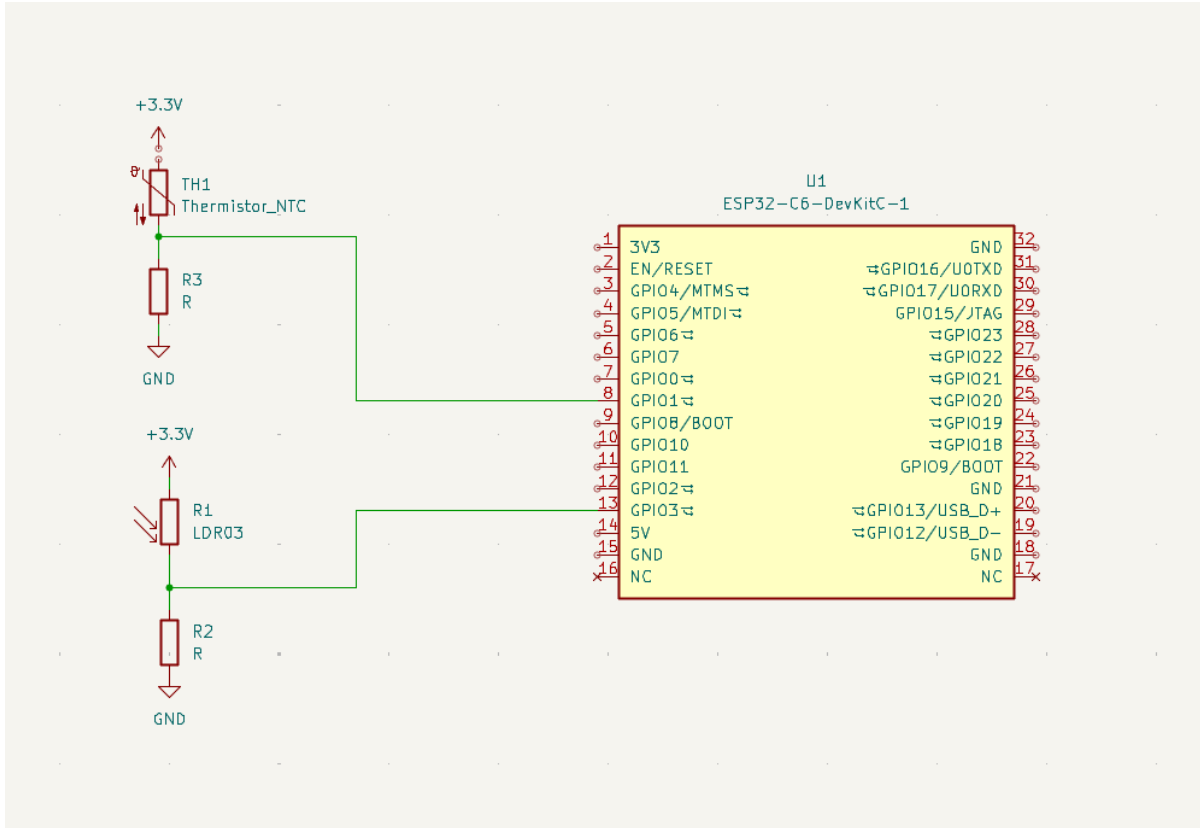 +3.3V
TH1
Thermistor_NTC
R3
R
GND
+3.3V
R1
LDR03
R2
R
GND
U1
ESP32-C6-DevKitC-1
1 3V3
2 EN/RESET
3 GPIO4/MTMS
4 GPIO5/MTDI
5 GPIO6
6 GPIO7
7 GPIO0
8 GPIO1
9 GPIO8/BOOT
10 GPIO10
11 GPIO11
12 GPIO2
13 GPIO3
14 5V
15 GND
16 NC
GND 32
GPIO16/U0TXD 31
GPIO17/U0RXD 30
GPIO15/JTAG 29
GPIO23 28
GPIO22 27
GPIO21 26
GPIO20 25
GPIO19 24
GPIO18 23
GPIO9/BOOT 22
GND 21
GPIO13/USB_D+ 20
GPIO12/USB_D- 19
GND 18
NC 17